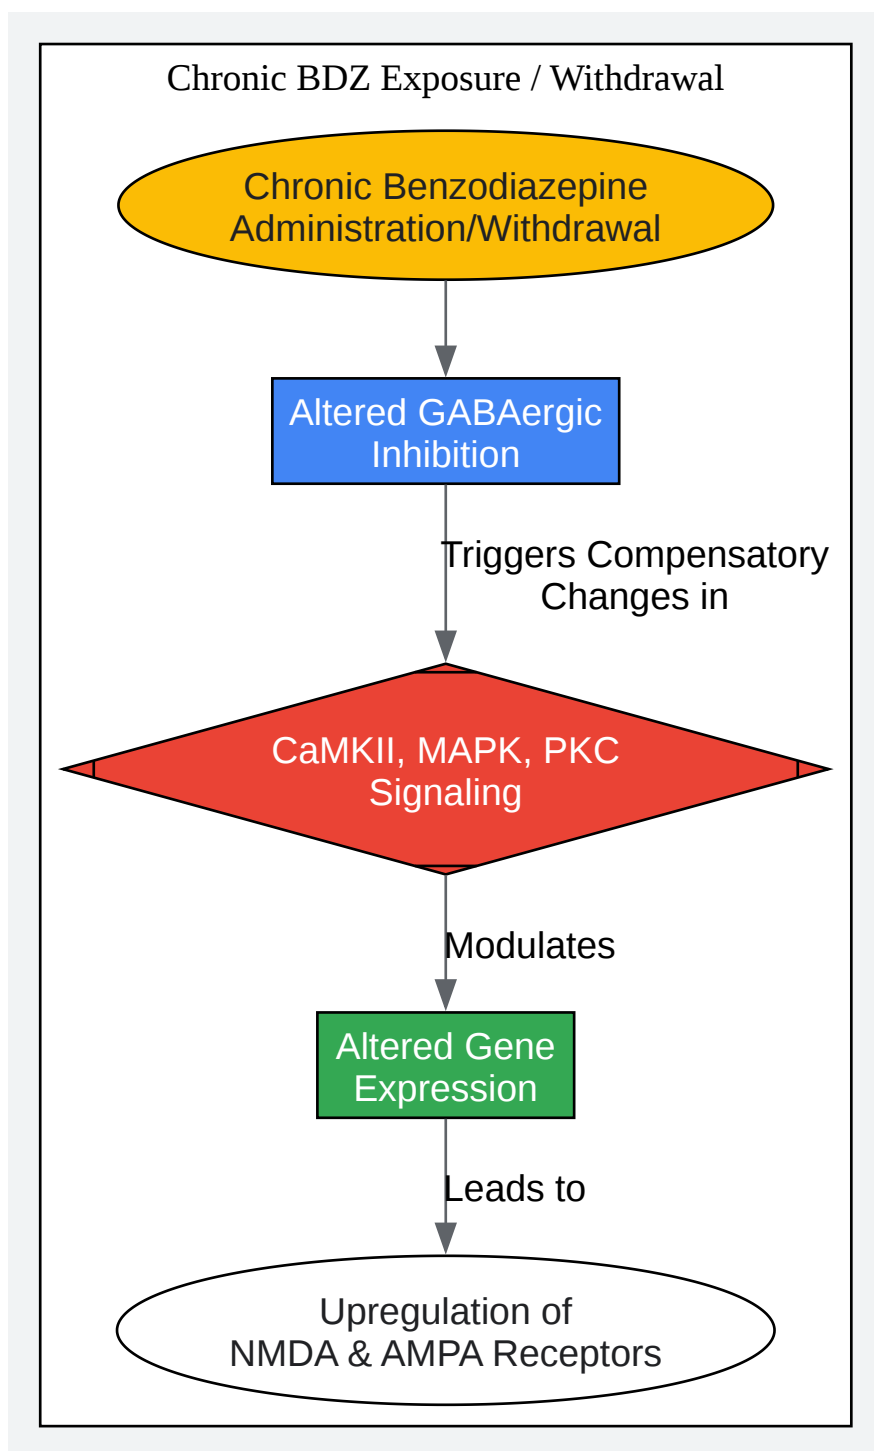 Chronic BDZ Exposure / Withdrawal
Chronic Benzodiazepine
Administration/Withdrawal
Altered GABAergic
Inhibition
Triggers Compensatory
Changes in
CaMKII, MAPK, PKC
Signaling
Modulates
Altered Gene
Expression
Leads to
Upregulation of
NMDA & AMPA Receptors